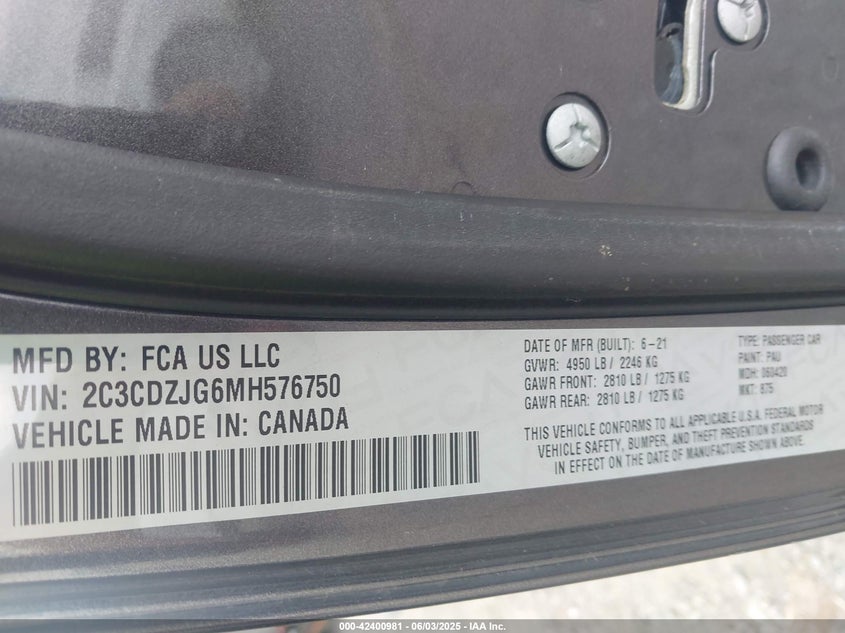 MFD BY: FCA US LLC
VIN: 2C3CDZJG6MH576750
VEHICLE MADE IN: CANADA
DATE OF MFR (BUILT): 6-21
GVWR: 4950 LB / 2246 KG
GAWR FRONT: 2810 LB / 1275 KG
GAWR REAR: 2810 LB / 1275 KG
TYPE: PASSENGER CAR
PAINT: PAU
MDH: 060420
MKT: 875
THIS VEHICLE CONFORMS TO ALL APPLICABLE U.S.A. FEDERAL MOTOR
VEHICLE SAFETY, BUMPER, AND THEFT PREVENTION STANDARDS
IN EFFECT ON THE DATE OF MANUFACTURE SHOWN ABOVE.
000-42400981 - 06/03/2025 - IAA Inc.